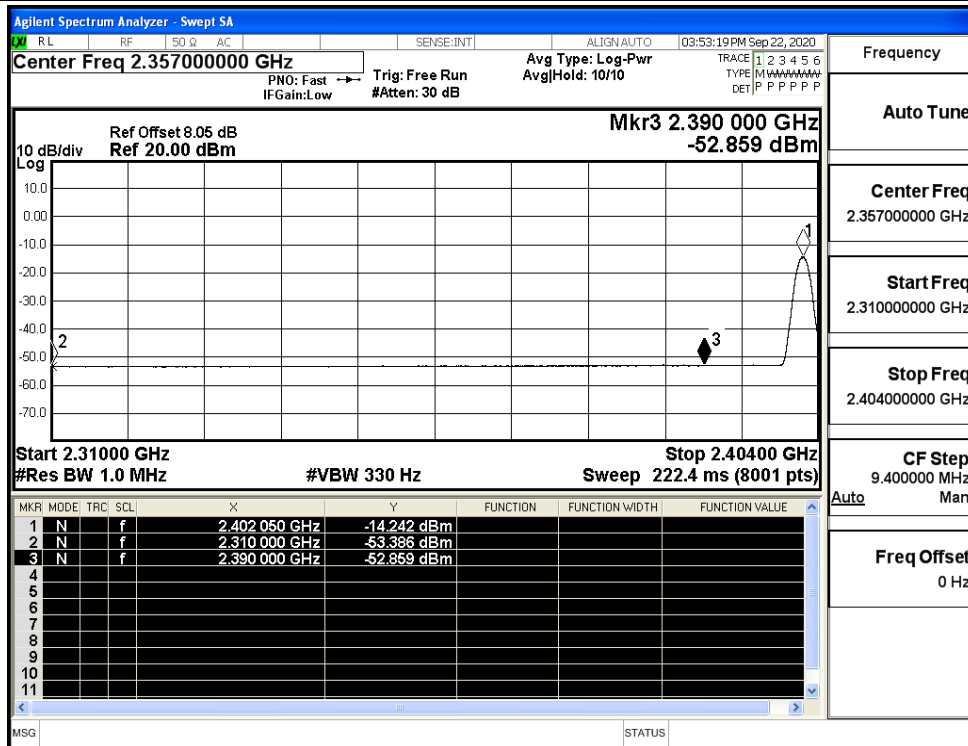 Agilent Spectrum Analyzer - Swept SA
LXI RL RF 50 Ω AC SENSE:INT ALIGN AUTO 03:53:19 PM Sep 22, 2020
Center Freq 2.357000000 GHz
PNO: Fast
IFGain:Low
Trig: Free Run
#Atten: 30 dB
Avg Type: Log-Pwr
Avg|Hold: 10/10
TRACE 1 2 3 4 5 6
TYPE M WWWWW
DET P P P P P P
Ref Offset 8.05 dB
10 dB/div Ref 20.00 dBm
Log
Mkr3 2.390 000 GHz
-52.859 dBm
10.0
0.00
-10.0
-20.0
-30.0
-40.0
-50.0
-60.0
-70.0
1
2
3
Start 2.31000 GHz Stop 2.40400 GHz
#Res BW 1.0 MHz #VBW 330 Hz Sweep 222.4 ms (8001 pts)
MKR MODE TRC SCL X Y FUNCTION FUNCTION WIDTH FUNCTION VALUE
1 N f 2.402 050 GHz -14.242 dBm
2 N f 2.310 000 GHz -53.386 dBm
3 N f 2.390 000 GHz -52.859 dBm
4
5
6
7
8
9
10
11
MSG STATUS
Frequency
Auto Tune
Center Freq
2.357000000 GHz
Start Freq
2.310000000 GHz
Stop Freq
2.404000000 GHz
CF Step
9.400000 MHz
Auto Man
Freq Offset
0 Hz